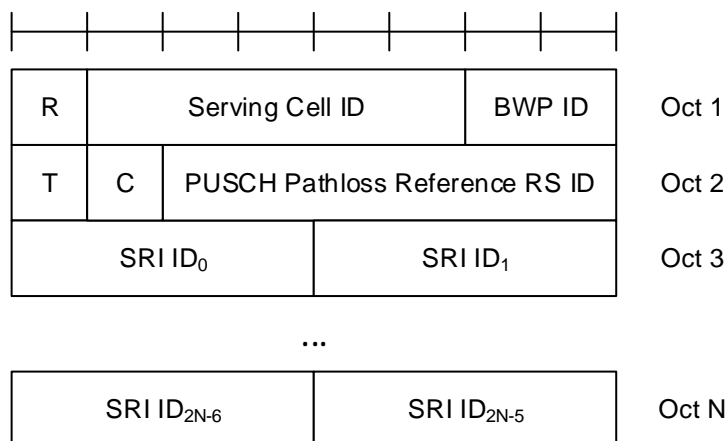 R Serving Cell ID BWP ID Oct 1
T C PUSCH Pathloss Reference RS ID Oct 2
SRI ID₀ SRI ID₁ Oct 3
...
SRI ID₂N-₆ SRI ID₂N-₅ Oct N